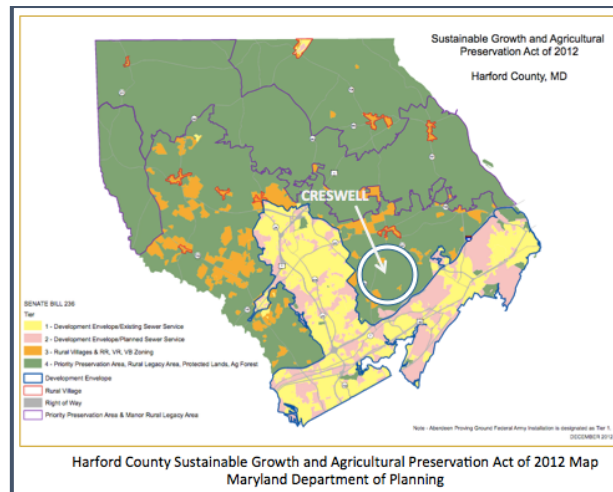 Sustainable Growth and Agricultural
Preservation Act of 2012
Harford County, MD
CRESWELL
SENATE BILL 236
Tier
1 - Development Envelope/Existing Sewer Service
2 - Development Envelope/Planned Sewer Service
3 - Rural Villages & RR, VR, VB Zoning
4 - Priority Preservation Area, Rural Legacy Area, Protected Lands, Ag Forest
Development Envelope
Rural Village
Right of Way
Priority Preservation Area & Manor Rural Legacy Area
Note - Aberdeen Proving Ground Federal Army Installation is designated as Tier 1.
DECEMBER 2012
Harford County Sustainable Growth and Agricultural Preservation Act of 2012 Map
Maryland Department of Planning